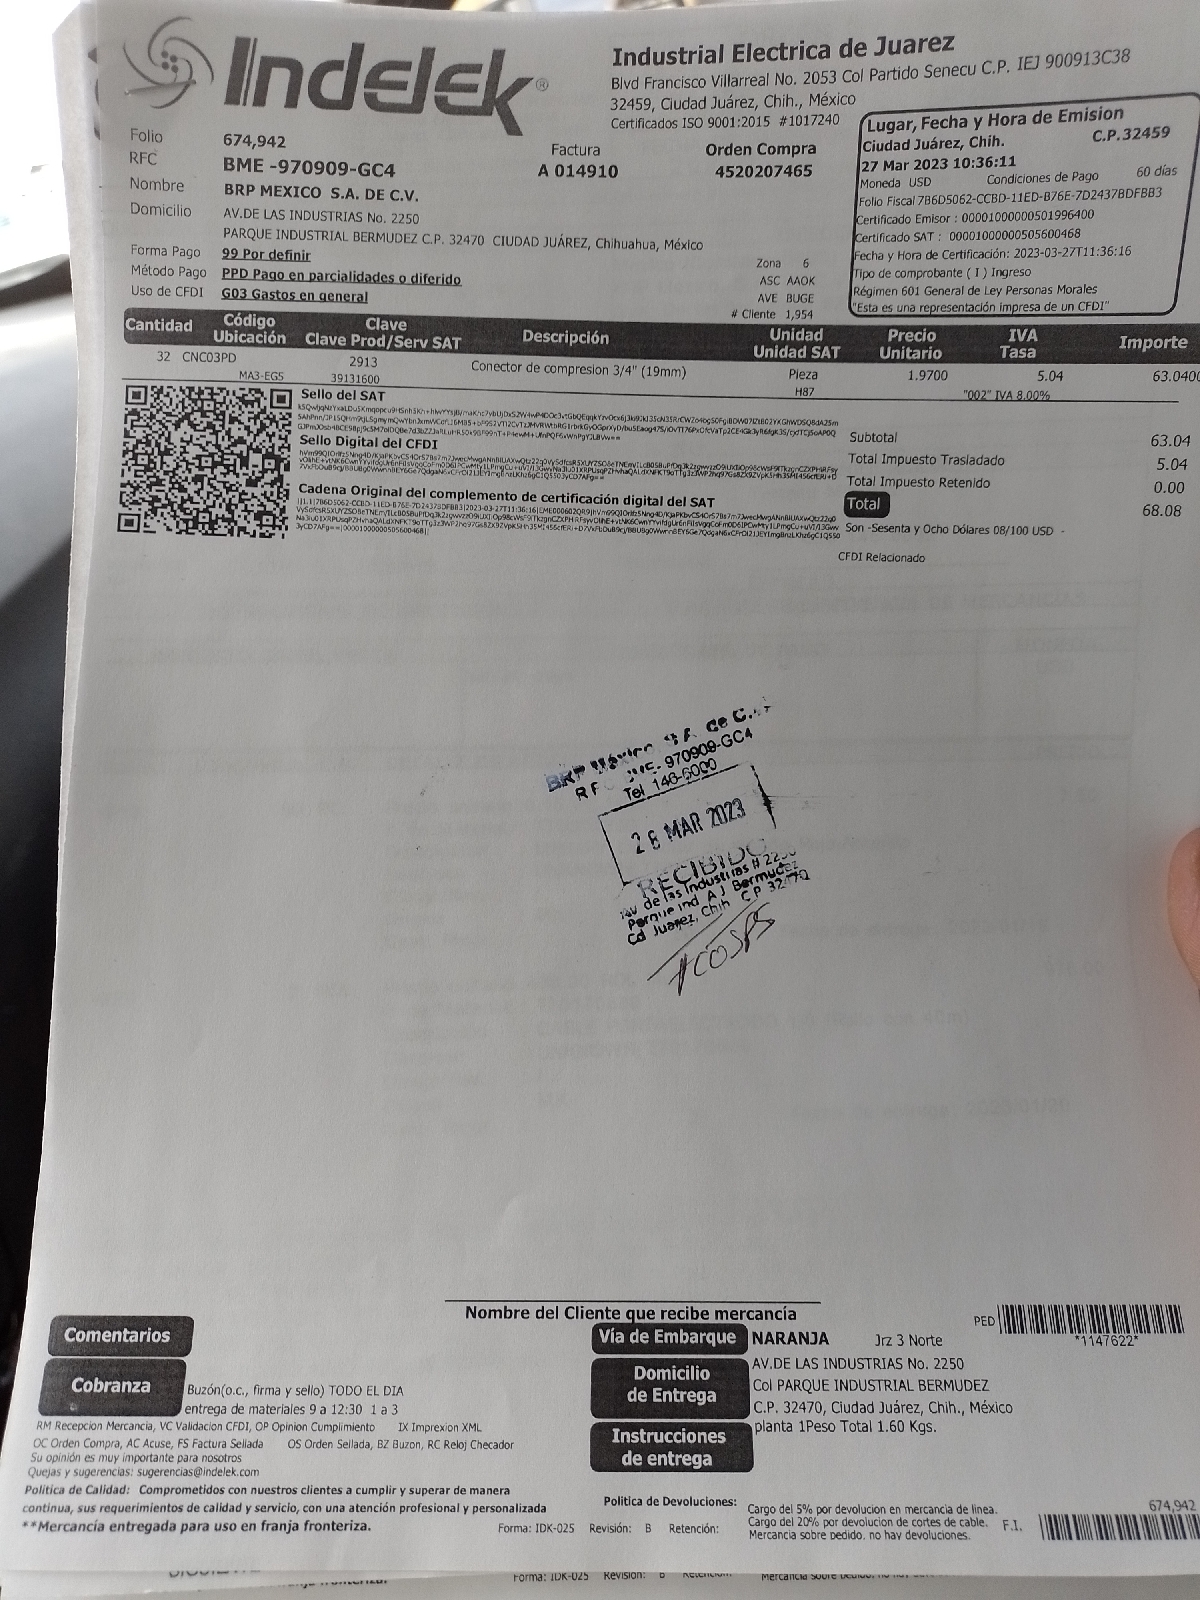 Indelek®
Industrial Electrica de Juarez
Blvd Francisco Villarreal No. 2053 Col Partido Senecu C.P. IEJ 900913C38
32459, Ciudad Juárez, Chih., México
Certificados ISO 9001:2015 #1017240
Folio 674,942
RFC BME -970909-GC4
Factura
A 014910
Orden Compra
4520207465
Nombre BRP MEXICO S.A. DE C.V.
Domicilio AV.DE LAS INDUSTRIAS No. 2250
PARQUE INDUSTRIAL BERMUDEZ C.P. 32470 CIUDAD JUÁREZ, Chihuahua, México
Forma Pago 99 Por definir
Método Pago PPD Pago en parcialidades o diferido
Uso de CFDI G03 Gastos en general
Zona 6
ASC AAOK
AVE BUGE
# Cliente 1,954
Lugar, Fecha y Hora de Emision
Ciudad Juárez, Chih. C.P.32459
27 Mar 2023 10:36:11
Moneda USD Condiciones de Pago 60 días
Folio Fiscal 7B6D5062-CCBD-11ED-B76E-7D2437BDFBB3
Certificado Emisor : 00001000000501996400
Certificado SAT : 00001000000505600468
Fecha y Hora de Certificación: 2023-03-27T11:36:16
Tipo de comprobante ( I ) Ingreso
Régimen 601 General de Ley Personas Morales
"Esta es una representación impresa de un CFDI"
Cantidad Código Ubicación Clave Clave Prod/Serv SAT Descripción Unidad Unidad SAT Precio Unitario IVA Tasa Importe
32 CNC03PD 2913 Conector de compresion 3/4" (19mm) Pieza 1.9700 5.04 63.0400
MA3-EG5 39131600 H87 "002" IVA 8.00%
Sello del SAT
Sello Digital del CFDI
Cadena Original del complemento de certificación digital del SAT
Subtotal 63.04
Total Impuesto Trasladado 5.04
Total Impuesto Retenido 0.00
Total 68.08
Son -Sesenta y Ocho Dólares 08/100 USD -
CFDI Relacionado
BRP México S.A. de C.V.
970909-GC4
Tel 146-5000
28 MAR 2023
RECIBIDO
Av de las Industrias # 2250
Parque Ind A J Bermudez
Cd Juarez, Chih C.P 32470
Nombre del Cliente que recibe mercancía
Comentarios
Cobranza
Buzón(o.c., firma y sello) TODO EL DIA
entrega de materiales 9 a 12:30 1 a 3
RM Recepcion Mercancia, VC Validacion CFDI, OP Opinion Cumplimiento IX Imprexion XML
OC Orden Compra, AC Acuse, FS Factura Sellada OS Orden Sellada, BZ Buzon, RC Reloj Checador
Su opinión es muy importante para nosotros
Quejas y sugerencias: sugerencias@indelek.com
Politica de Calidad: Comprometidos con nuestros clientes a cumplir y superar de manera
continua, sus requerimientos de calidad y servicio, con una atención profesional y personalizada
**Mercancía entregada para uso en franja fronteriza.
PED *1147622*
Vía de Embarque NARANJA Jrz 3 Norte
Domicilio de Entrega
AV.DE LAS INDUSTRIAS No. 2250
Col PARQUE INDUSTRIAL BERMUDEZ
C.P. 32470, Ciudad Juárez, Chih., México
Instrucciones de entrega
planta 1Peso Total 1.60 Kgs.
Politica de Devoluciones:
Cargo del 5% por devolucion en mercancia de linea.
Cargo del 20% por devolucion de cortes de cable.
Mercancia sobre pedido, no hay devoluciones.
Forma: IDK-025 Revisión: B Retención:
F.I. 674,942
Forma: IDK-025 Revisión: B